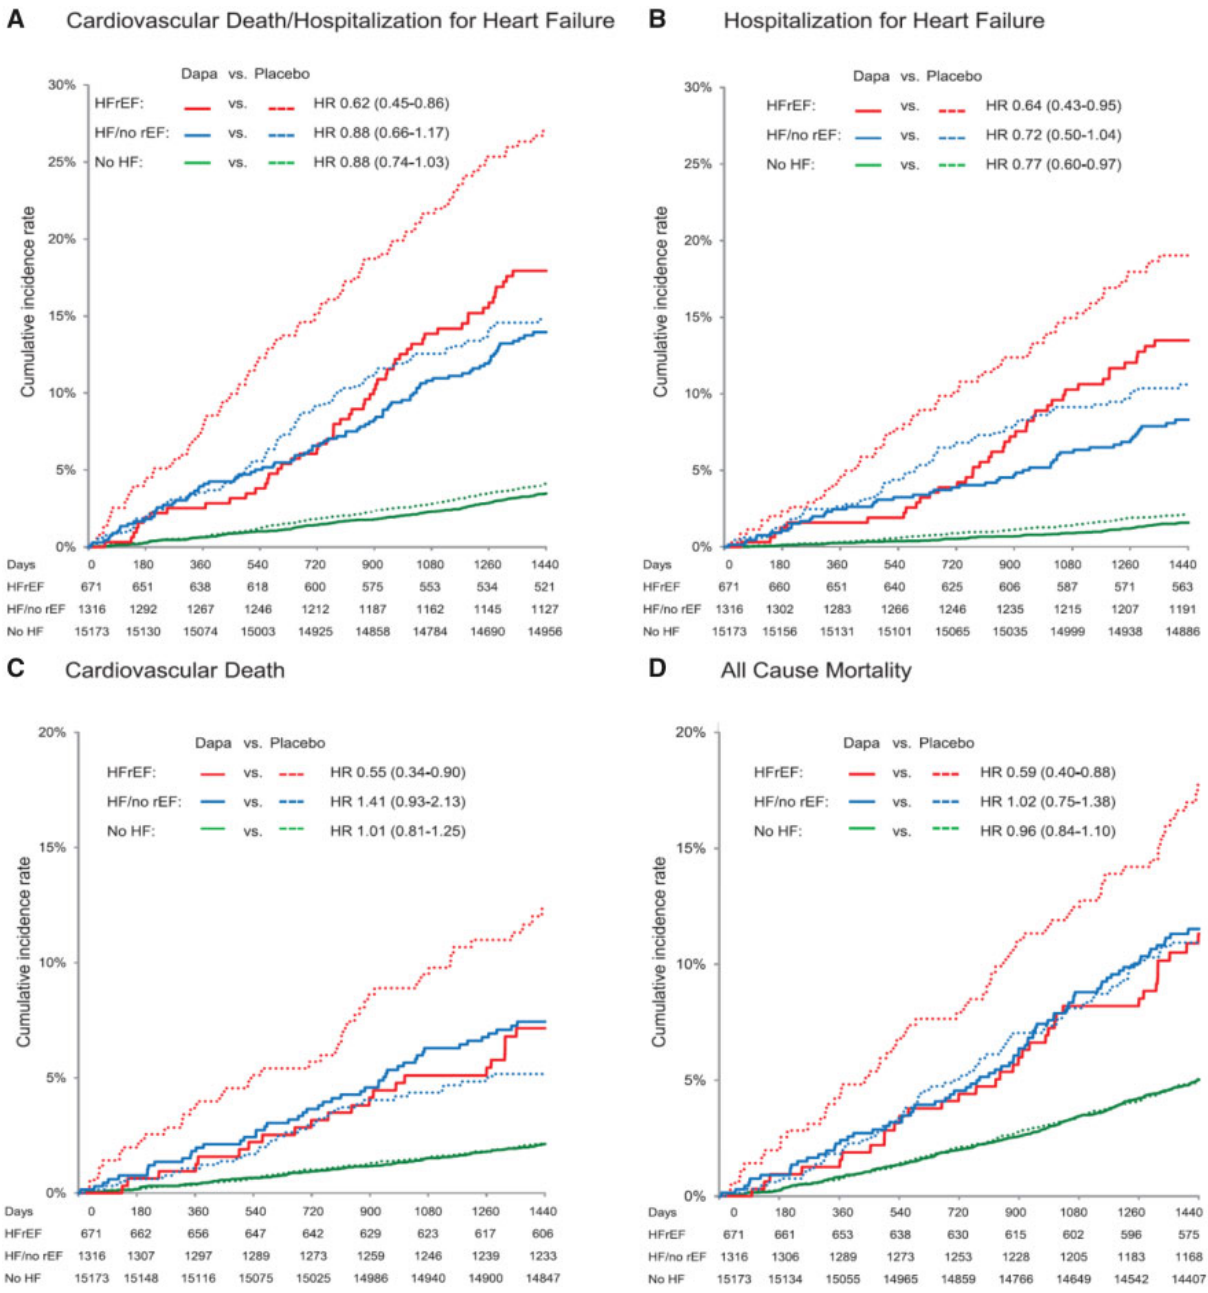 A Cardiovascular Death/Hospitalization for Heart Failure
Dapa vs. Placebo
HFrEF: vs. HR 0.62 (0.45-0.86)
HF/no rEF: vs. HR 0.88 (0.66-1.17)
No HF: vs. HR 0.88 (0.74-1.03)
Cumulative incidence rate
30%
25%
20%
15%
10%
5%
0%
Days 0 180 360 540 720 900 1080 1260 1440
HFrEF 671 651 638 618 600 575 553 534 521
HF/no rEF 1316 1292 1267 1246 1212 1187 1162 1145 1127
No HF 15173 15130 15074 15003 14925 14858 14784 14690 14956
B Hospitalization for Heart Failure
Dapa vs. Placebo
HFrEF: vs. HR 0.64 (0.43-0.95)
HF/no rEF: vs. HR 0.72 (0.50-1.04)
No HF: vs. HR 0.77 (0.60-0.97)
Cumulative incidence rate
30%
25%
20%
15%
10%
5%
0%
Days 0 180 360 540 720 900 1080 1260 1440
HFrEF 671 660 651 640 625 606 587 571 563
HF/no rEF 1316 1302 1283 1266 1246 1235 1215 1207 1191
No HF 15173 15156 15131 15101 15065 15035 14999 14938 14886
C Cardiovascular Death
Dapa vs. Placebo
HFrEF: vs. HR 0.55 (0.34-0.90)
HF/no rEF: vs. HR 1.41 (0.93-2.13)
No HF: vs. HR 1.01 (0.81-1.25)
Cumulative incidence rate
20%
15%
10%
5%
0%
Days 0 180 360 540 720 900 1080 1260 1440
HFrEF 671 662 656 647 642 629 623 617 606
HF/no rEF 1316 1307 1297 1289 1273 1259 1246 1239 1233
No HF 15173 15148 15116 15075 15025 14986 14940 14900 14847
D All Cause Mortality
Dapa vs. Placebo
HFrEF: vs. HR 0.59 (0.40-0.88)
HF/no rEF: vs. HR 1.02 (0.75-1.38)
No HF: vs. HR 0.96 (0.84-1.10)
Cumulative incidence rate
20%
15%
10%
5%
0%
Days 0 180 360 540 720 900 1080 1260 1440
HFrEF 671 661 653 638 630 615 602 596 575
HF/no rEF 1316 1306 1289 1273 1253 1228 1205 1183 1168
No HF 15173 15134 15055 14965 14859 14766 14649 14542 14407